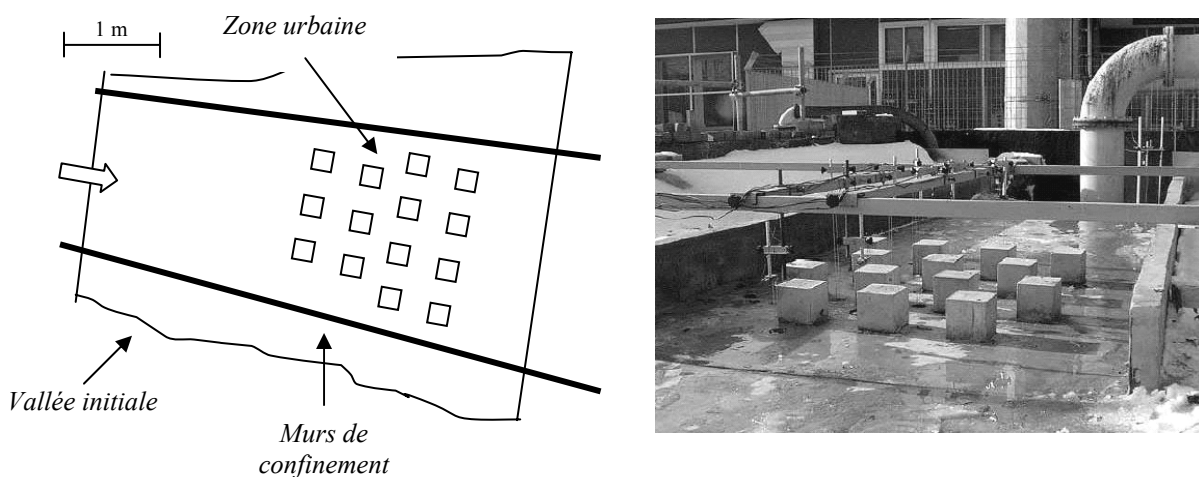 1 m
Zone urbaine
Vallée initiale
Murs de
confinement